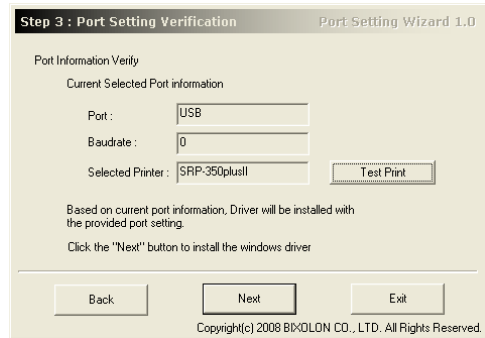 Step 3 : Port Setting Verification Port Setting Wizard 1.0
Port Information Verify
Current Selected Port information
Port : USB
Baudrate : 0
Selected Printer : SRP-350plusII Test Print
Based on current port information, Driver will be installed with
the provided port setting.
Click the "Next" button to install the windows driver
Back Next Exit
Copyright(c) 2008 BIXOLON CO., LTD. All Rights Reserved.